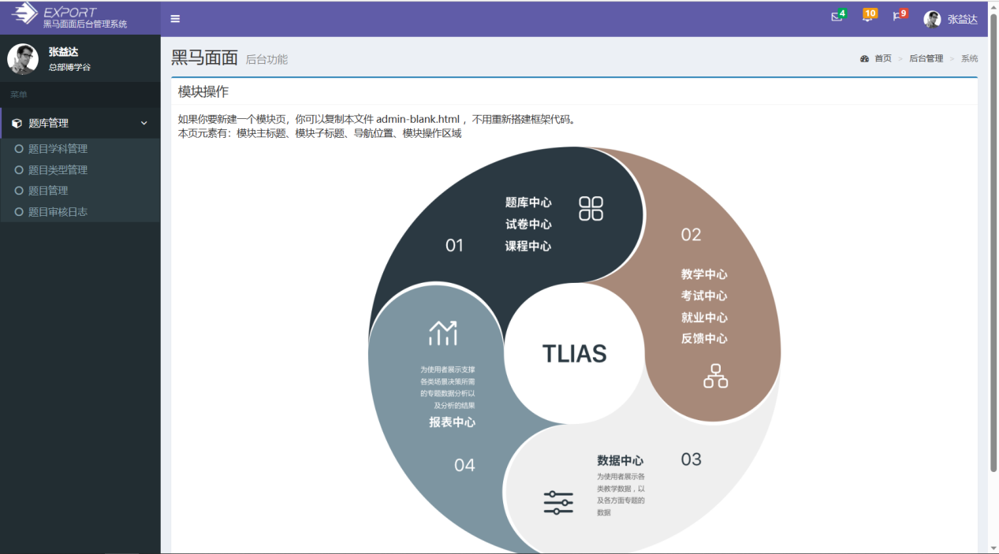 EXPORT
黑马面面后台管理系统
4
10
9
张益达
张益达
总部博学谷
菜单
题库管理
题目学科管理
题目类型管理
题目管理
题目审核日志
黑马面面 后台功能
首页 > 后台管理 > 系统
模块操作
如果你要新建一个模块页，你可以复制本文件 admin-blank.html ，不用重新搭建框架代码。
本页元素有：模块主标题、模块子标题、导航位置、模块操作区域
题库中心
试卷中心
课程中心
01
02
教学中心
考试中心
就业中心
反馈中心
TLIAS
为使用者展示支撑
各类场景决策所需
的专题数据分析以
及分析的结果
报表中心
04
数据中心
03
为使用者展示各
类教学数据，以
及各方面专题的
数据